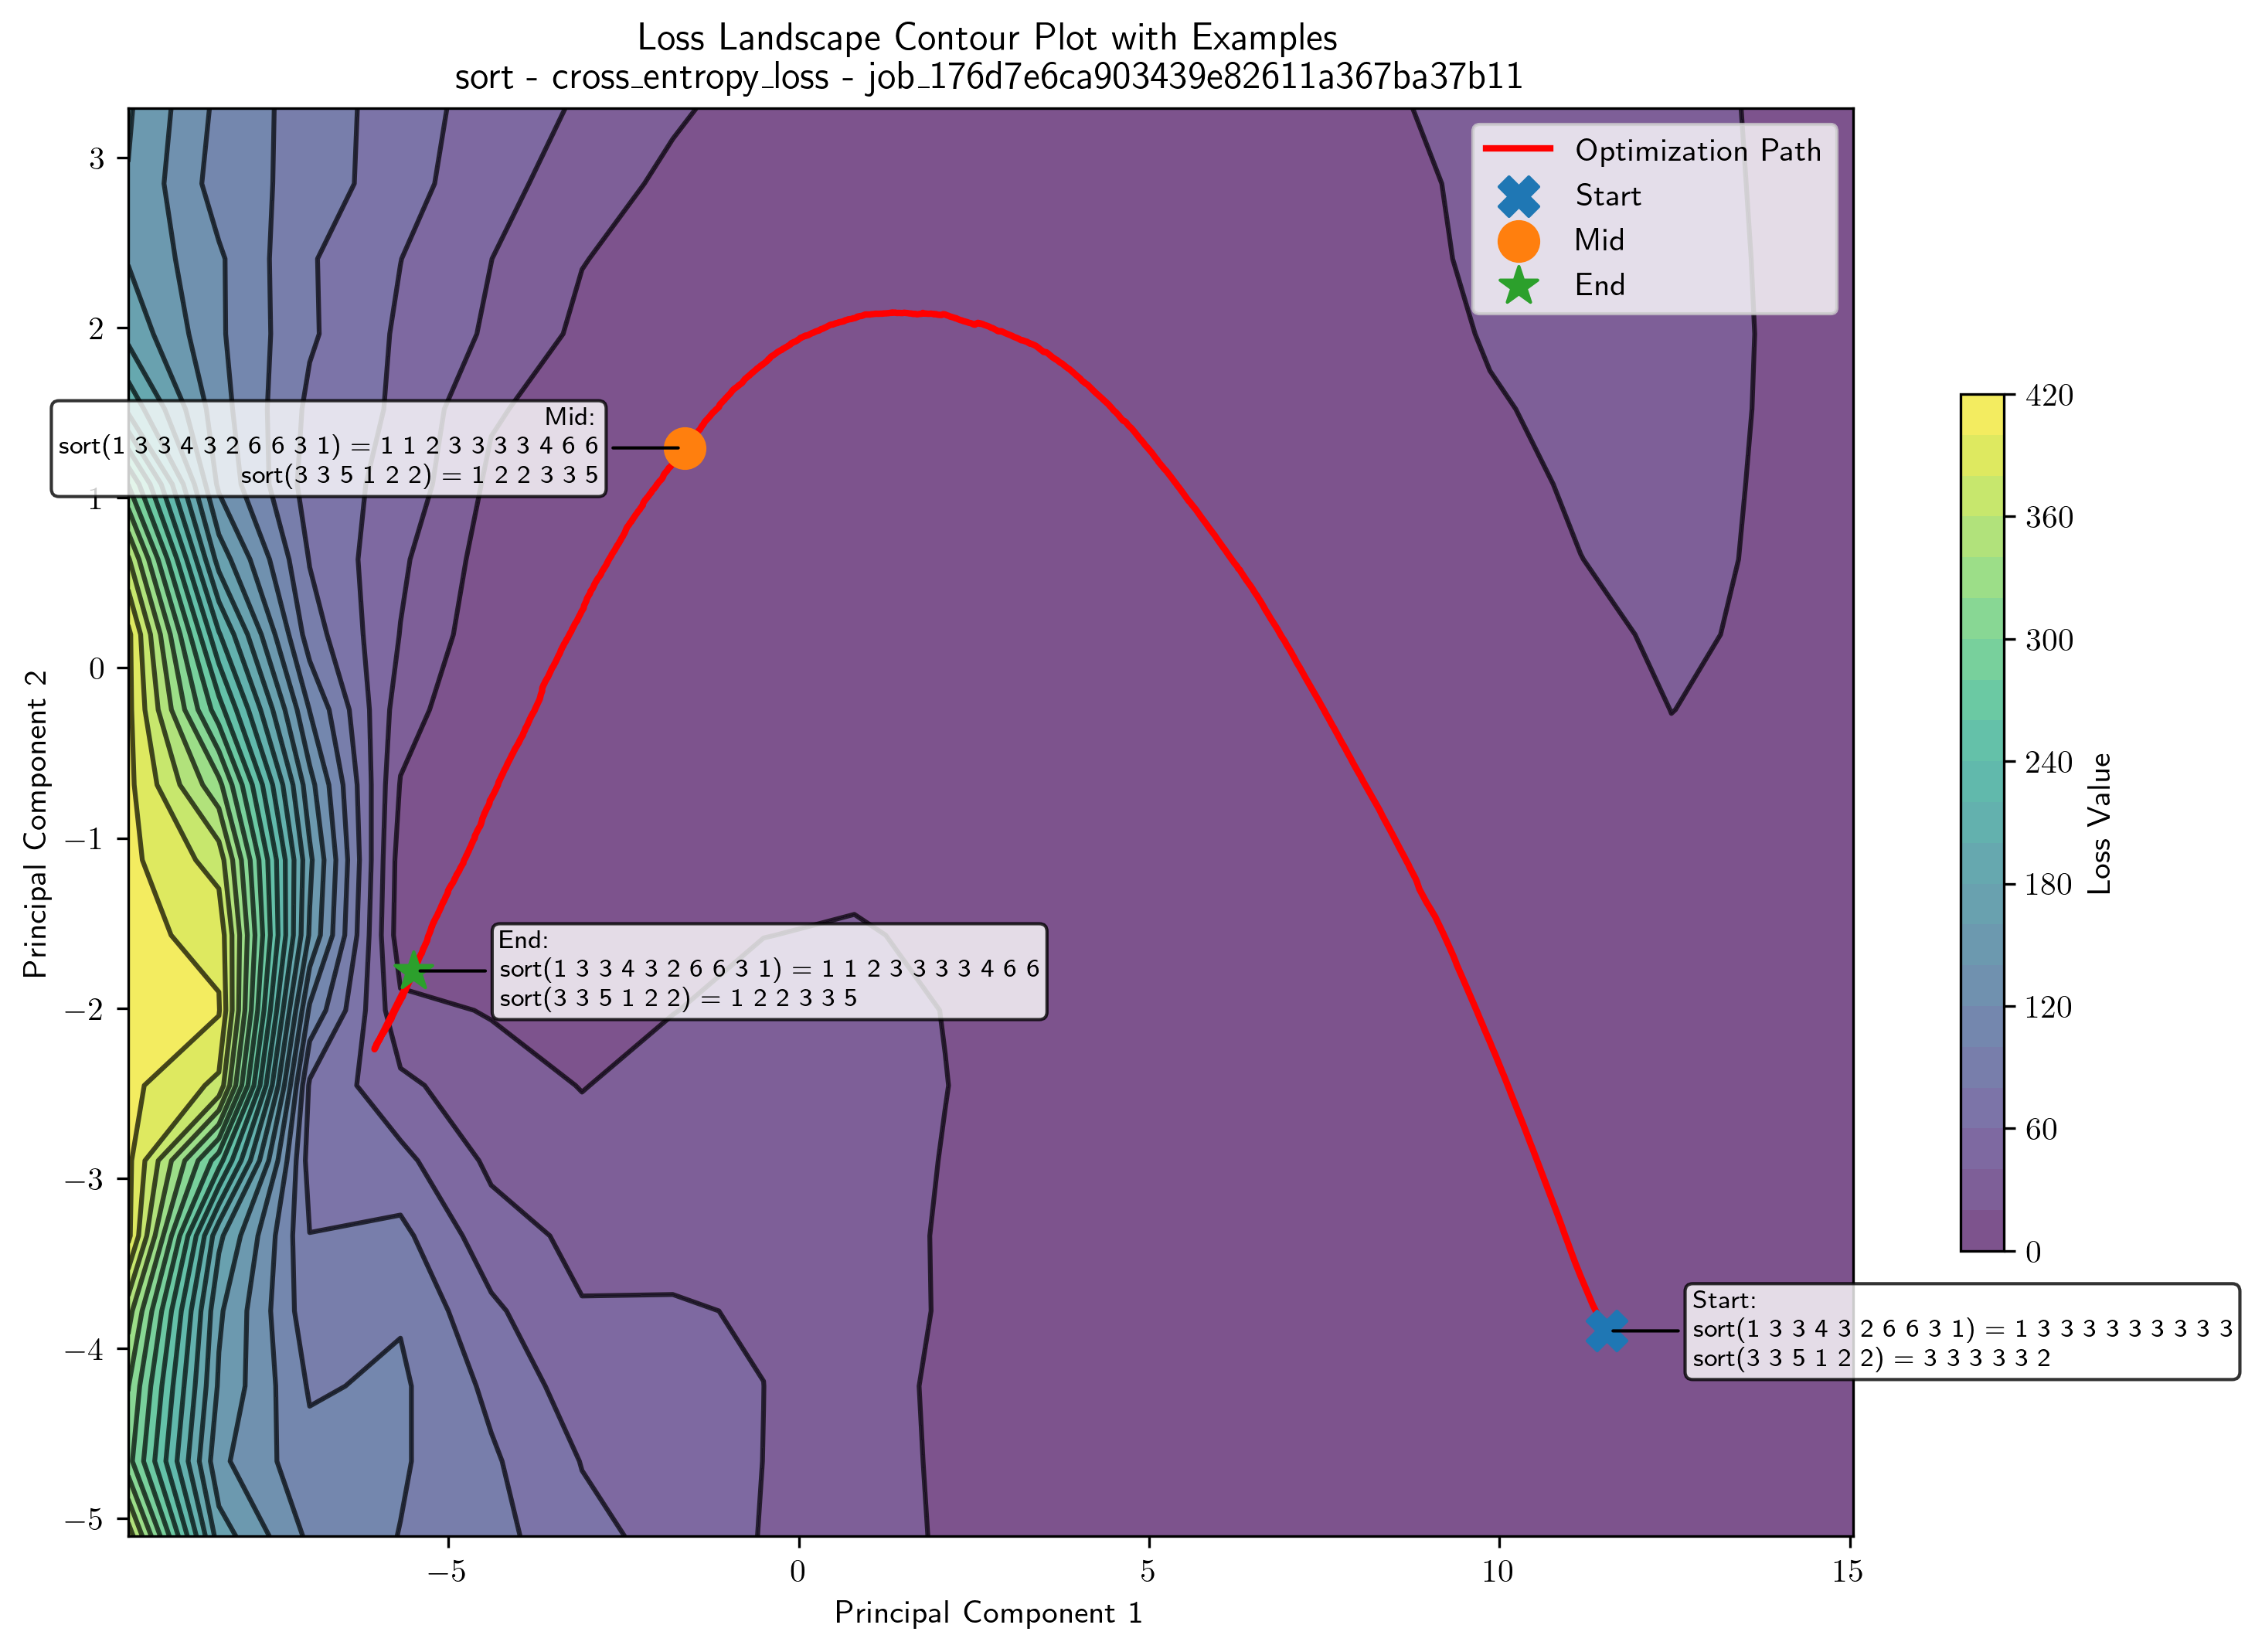 Loss Landscape Contour Plot with Examples
sort - cross_entropy_loss - job_176d7e6ca903439e82611a367ba37b11
Optimization Path
Start
Mid
End
3
2
1
0
−1
−2
−3
−4
−5
Principal Component 2
Mid:
sort(1 3 3 4 3 2 6 6 3 1) = 1 1 2 3 3 3 3 4 6 6
sort(3 3 5 1 2 2) = 1 2 2 3 3 5
End:
sort(1 3 3 4 3 2 6 6 3 1) = 1 1 2 3 3 3 3 4 6 6
sort(3 3 5 1 2 2) = 1 2 2 3 3 5
Start:
sort(1 3 3 4 3 2 6 6 3 1) = 1 3 3 3 3 3 3 3 3 3
sort(3 3 5 1 2 2) = 3 3 3 3 3 2
−5
0
5
10
15
Principal Component 1
420
360
300
240
180
120
60
0
Loss Value